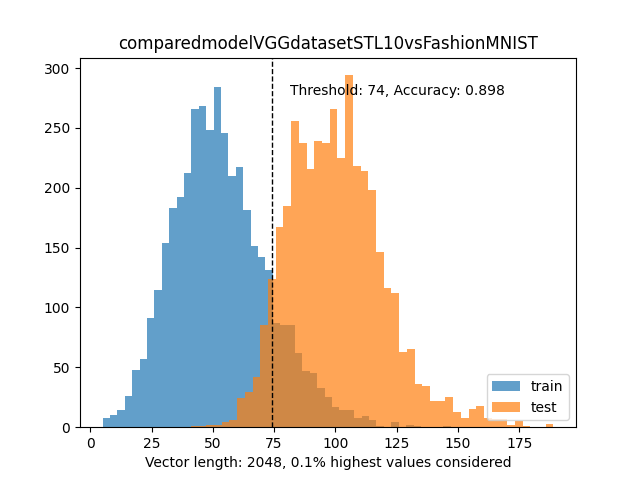 comparedmodelVGGdatasetSTL10vsFashionMNIST
Threshold: 74, Accuracy: 0.898
300
250
200
150
100
50
0
train
test
0 25 50 75 100 125 150 175
Vector length: 2048, 0.1% highest values considered